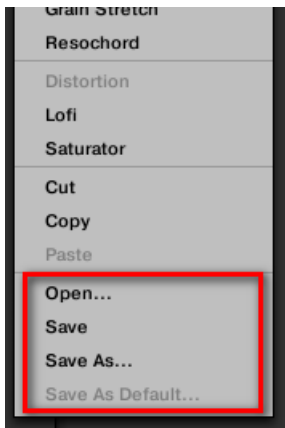 Grain Stretch
Resochord
Distortion
Lofi
Saturator
Cut
Copy
Paste
Open...
Save
Save As...
Save As Default...